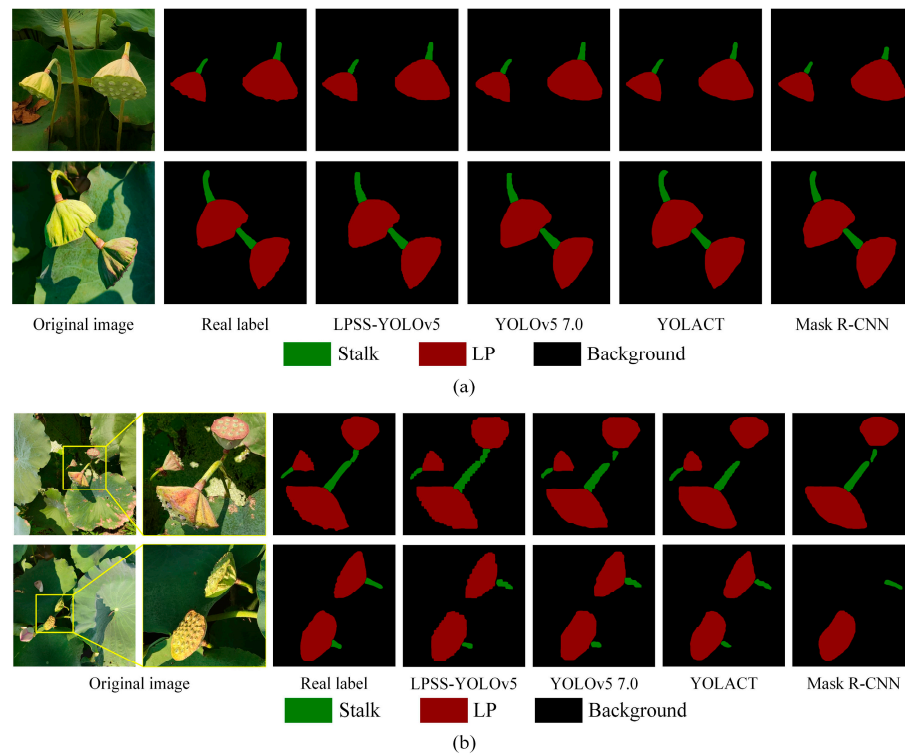 Original image Real label LPSS-YOLOv5 YOLOv5 7.0 YOLACT Mask R-CNN
Stalk LP Background
(a)
Original image Real label LPSS-YOLOv5 YOLOv5 7.0 YOLACT Mask R-CNN
Stalk LP Background
(b)